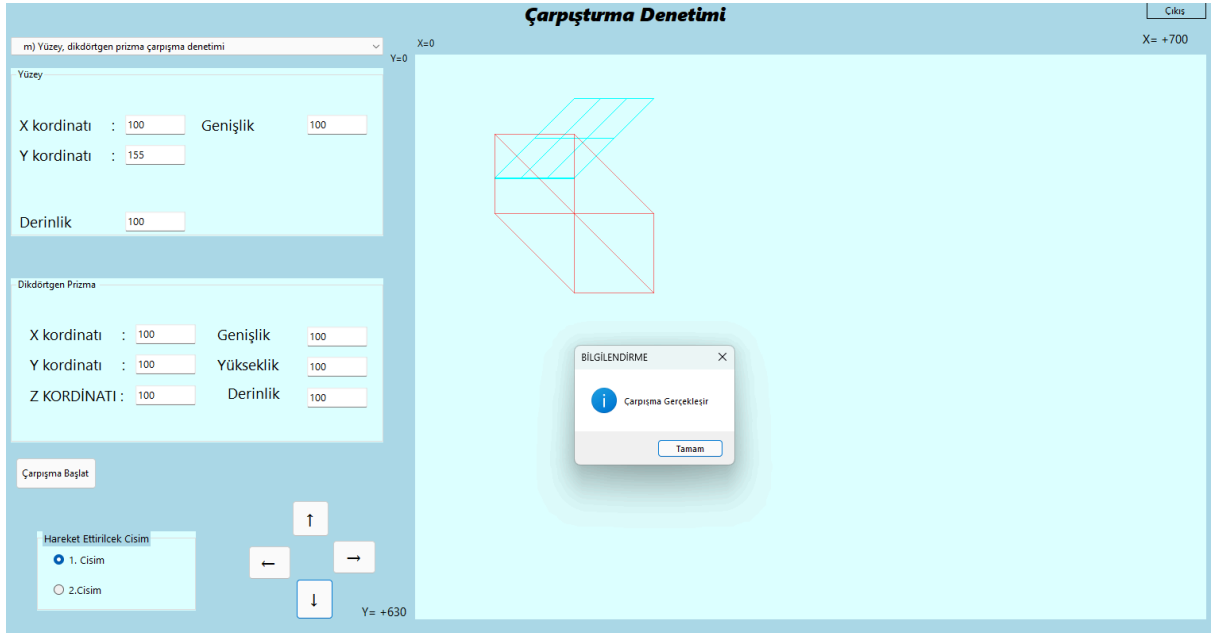 Çarpışturma Denetimi
Çıkış
m) Yüzey, dikdörtgen prizma çarpışma denetimi
X=0
X= +700
Y=0
Yüzey
X kordinatı : 100 Genişlik 100
Y kordinatı : 155
Derinlik 100
Dikdörtgen Prizma
X kordinatı : 100 Genişlik 100
Y kordinatı : 100 Yükseklik 100
Z KORDİNATI : 100 Derinlik 100
BİLGİLENDİRME
Çarpışma Gerçekleşir
Tamam
Çarpışma Başlat
Hareket Ettirilcek Cisim
1. Cisim
2.Cisim
↑
← →
↓
Y= +630